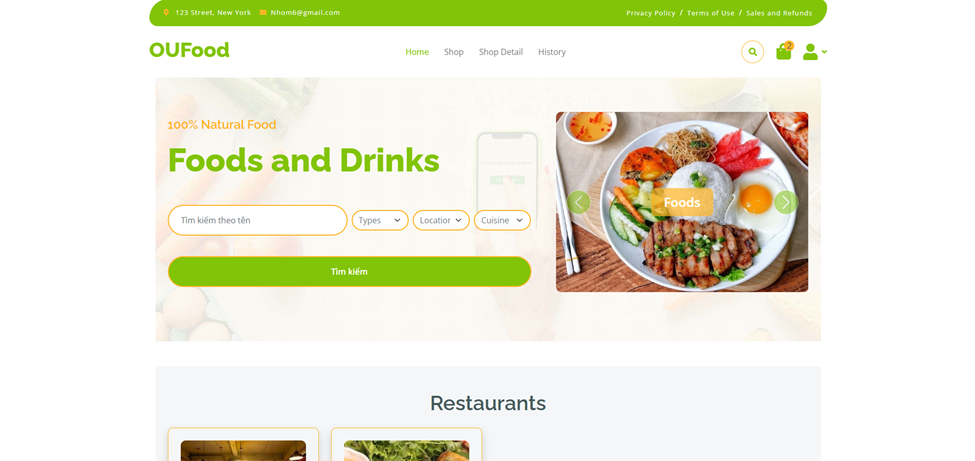 123 Street, New York Nhom6@gmail.com Privacy Policy / Terms of Use / Sales and Refunds
OUFood Home Shop Shop Detail History 2
100% Natural Food
Foods and Drinks
Tìm kiếm theo tên Types Location Cuisine
Foods
Tìm kiếm
Restaurants